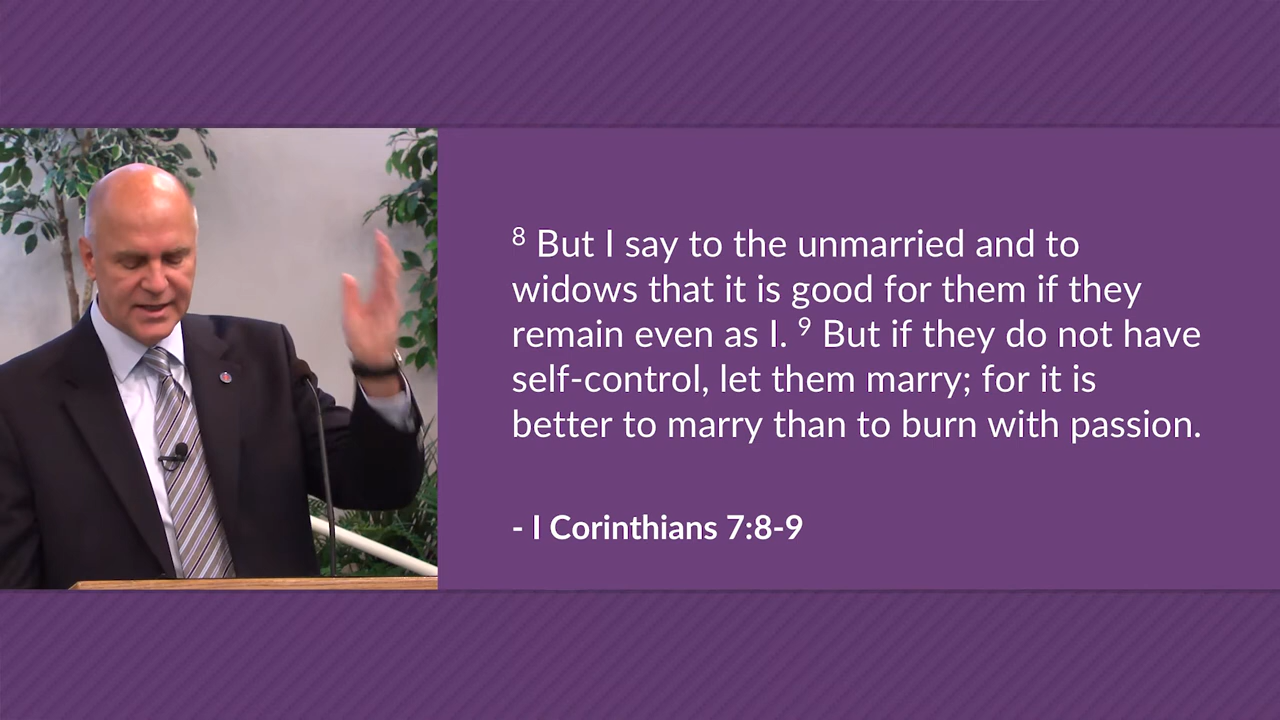 8 But I say to the unmarried and to
widows that it is good for them if they
remain even as I. 9 But if they do not have
self-control, let them marry; for it is
better to marry than to burn with passion.
- I Corinthians 7:8-9